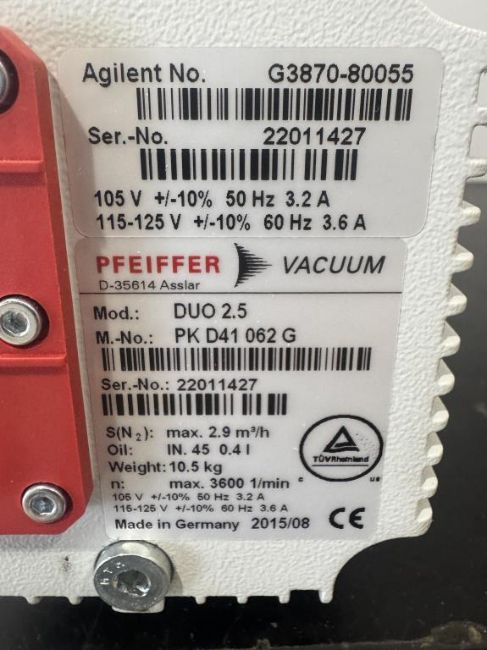 Agilent No. G3870-80055
Ser.-No. 22011427
105 V +/-10% 50 Hz 3.2 A
115-125 V +/-10% 60 Hz 3.6 A
PFEIFFER VACUUM
D-35614 Asslar
Mod.: DUO 2.5
M.-No.: PK D41 062 G
Ser.-No.: 22011427
S(N₂): max. 2.9 m³/h
Oil: IN. 45 0.4 l
Weight: 10.5 kg
n: max. 3600 1/min
TÜVRheinland
c us
105 V +/-10% 50 Hz 3.2 A
115-125 V +/-10% 60 Hz 3.6 A
Made in Germany 2015/08 CE